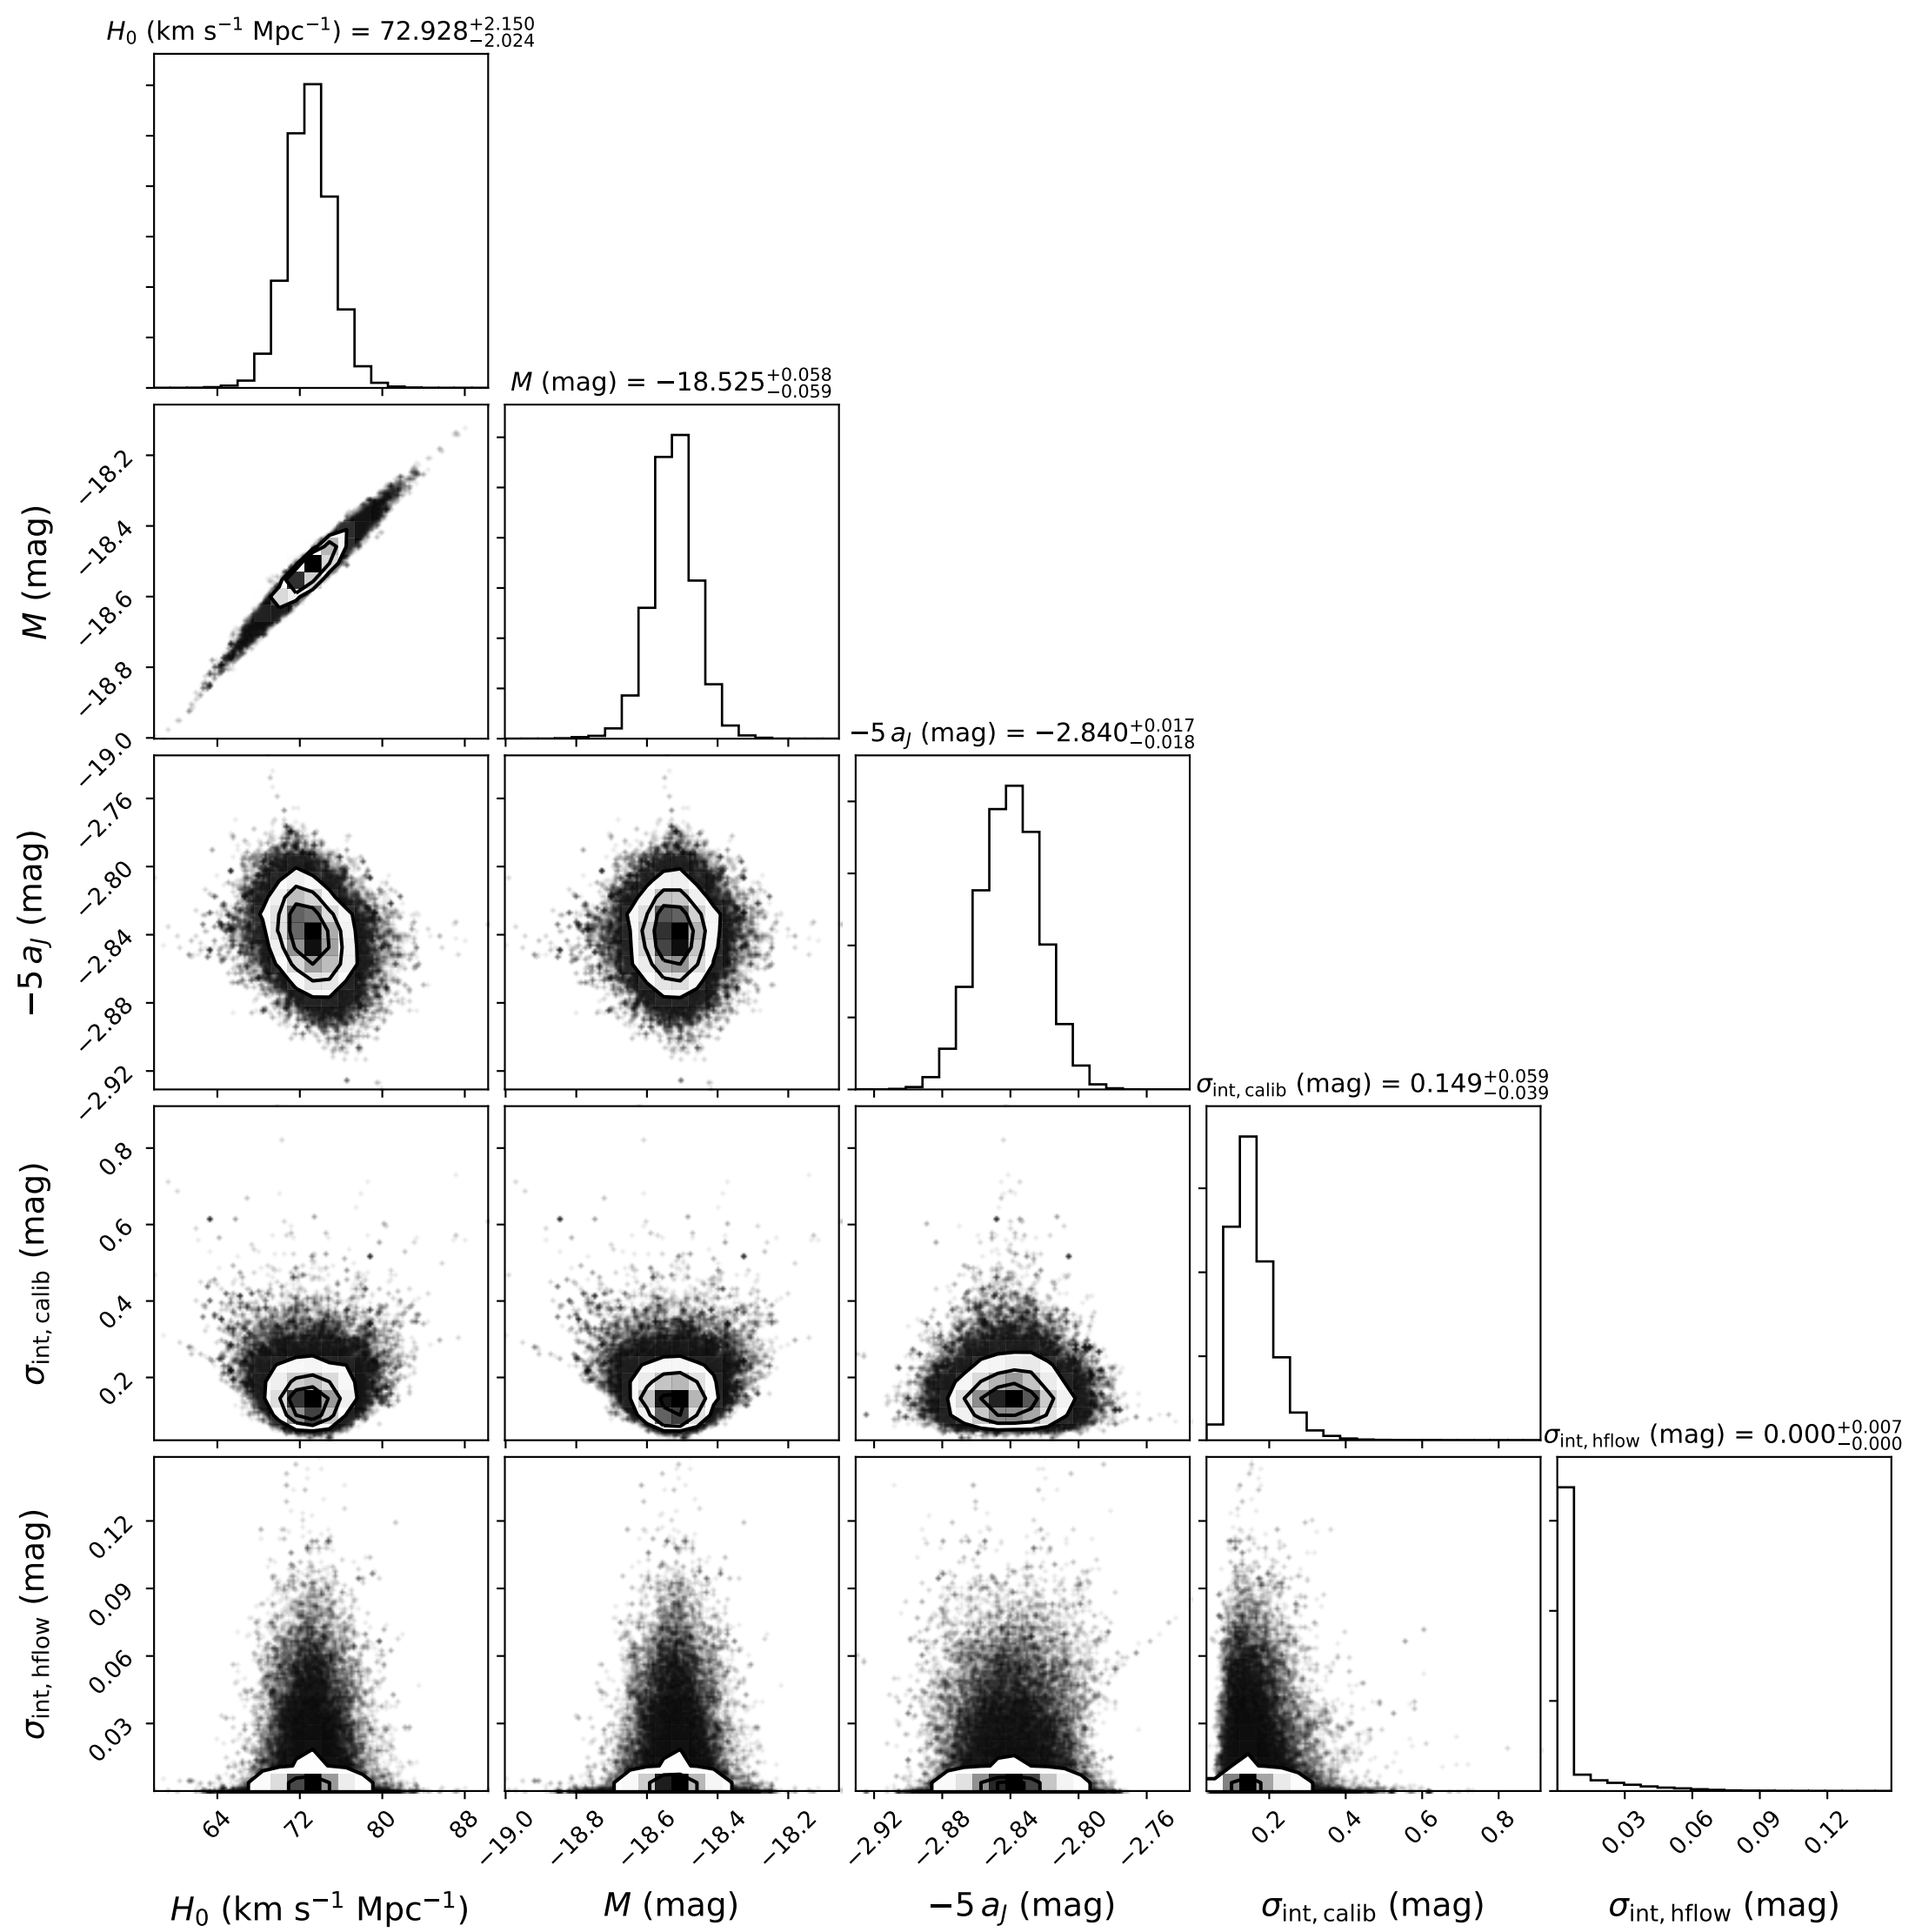 H₀ (km s⁻¹ Mpc⁻¹) = 72.928 +2.150 −2.024
M (mag) = −18.525 +0.058 −0.059
M (mag)
−18.2
−18.4
−18.6
−18.8
−19.0
−5 a_J (mag) = −2.840 +0.017 −0.018
−5 a_J (mag)
−2.76
−2.80
−2.84
−2.88
−2.92
σint, calib (mag) = 0.149 +0.059 −0.039
σint, calib (mag)
0.8
0.6
0.4
0.2
σint, hflow (mag) = 0.000 +0.007 −0.000
σint, hflow (mag)
0.12
0.09
0.06
0.03
64 72 80 88
−19.0 −18.8 −18.6 −18.4 −18.2
−2.92 −2.88 −2.84 −2.80 −2.76
0.2 0.4 0.6 0.8
0.03 0.06 0.09 0.12
H₀ (km s⁻¹ Mpc⁻¹)
M (mag)
−5 a_J (mag)
σint, calib (mag)
σint, hflow (mag)